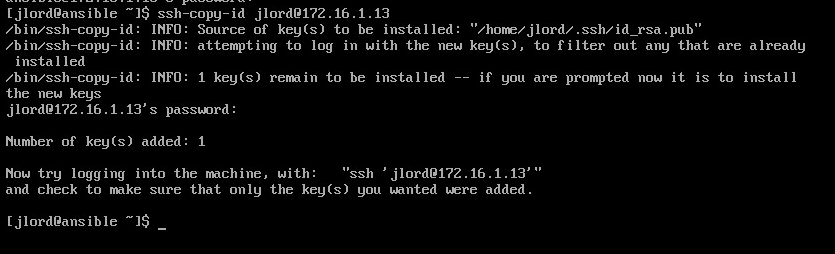 [jlord@ansible ~]$ ssh-copy-id jlord@172.16.1.13
/bin/ssh-copy-id: INFO: Source of key(s) to be installed: "/home/jlord/.ssh/id_rsa.pub"
/bin/ssh-copy-id: INFO: attempting to log in with the new key(s), to filter out any that are already
 installed
/bin/ssh-copy-id: INFO: 1 key(s) remain to be installed -- if you are prompted now it is to install
the new keys
jlord@172.16.1.13's password:
Number of key(s) added: 1
Now try logging into the machine, with:   "ssh 'jlord@172.16.1.13'"
and check to make sure that only the key(s) you wanted were added.
[jlord@ansible ~]$ _